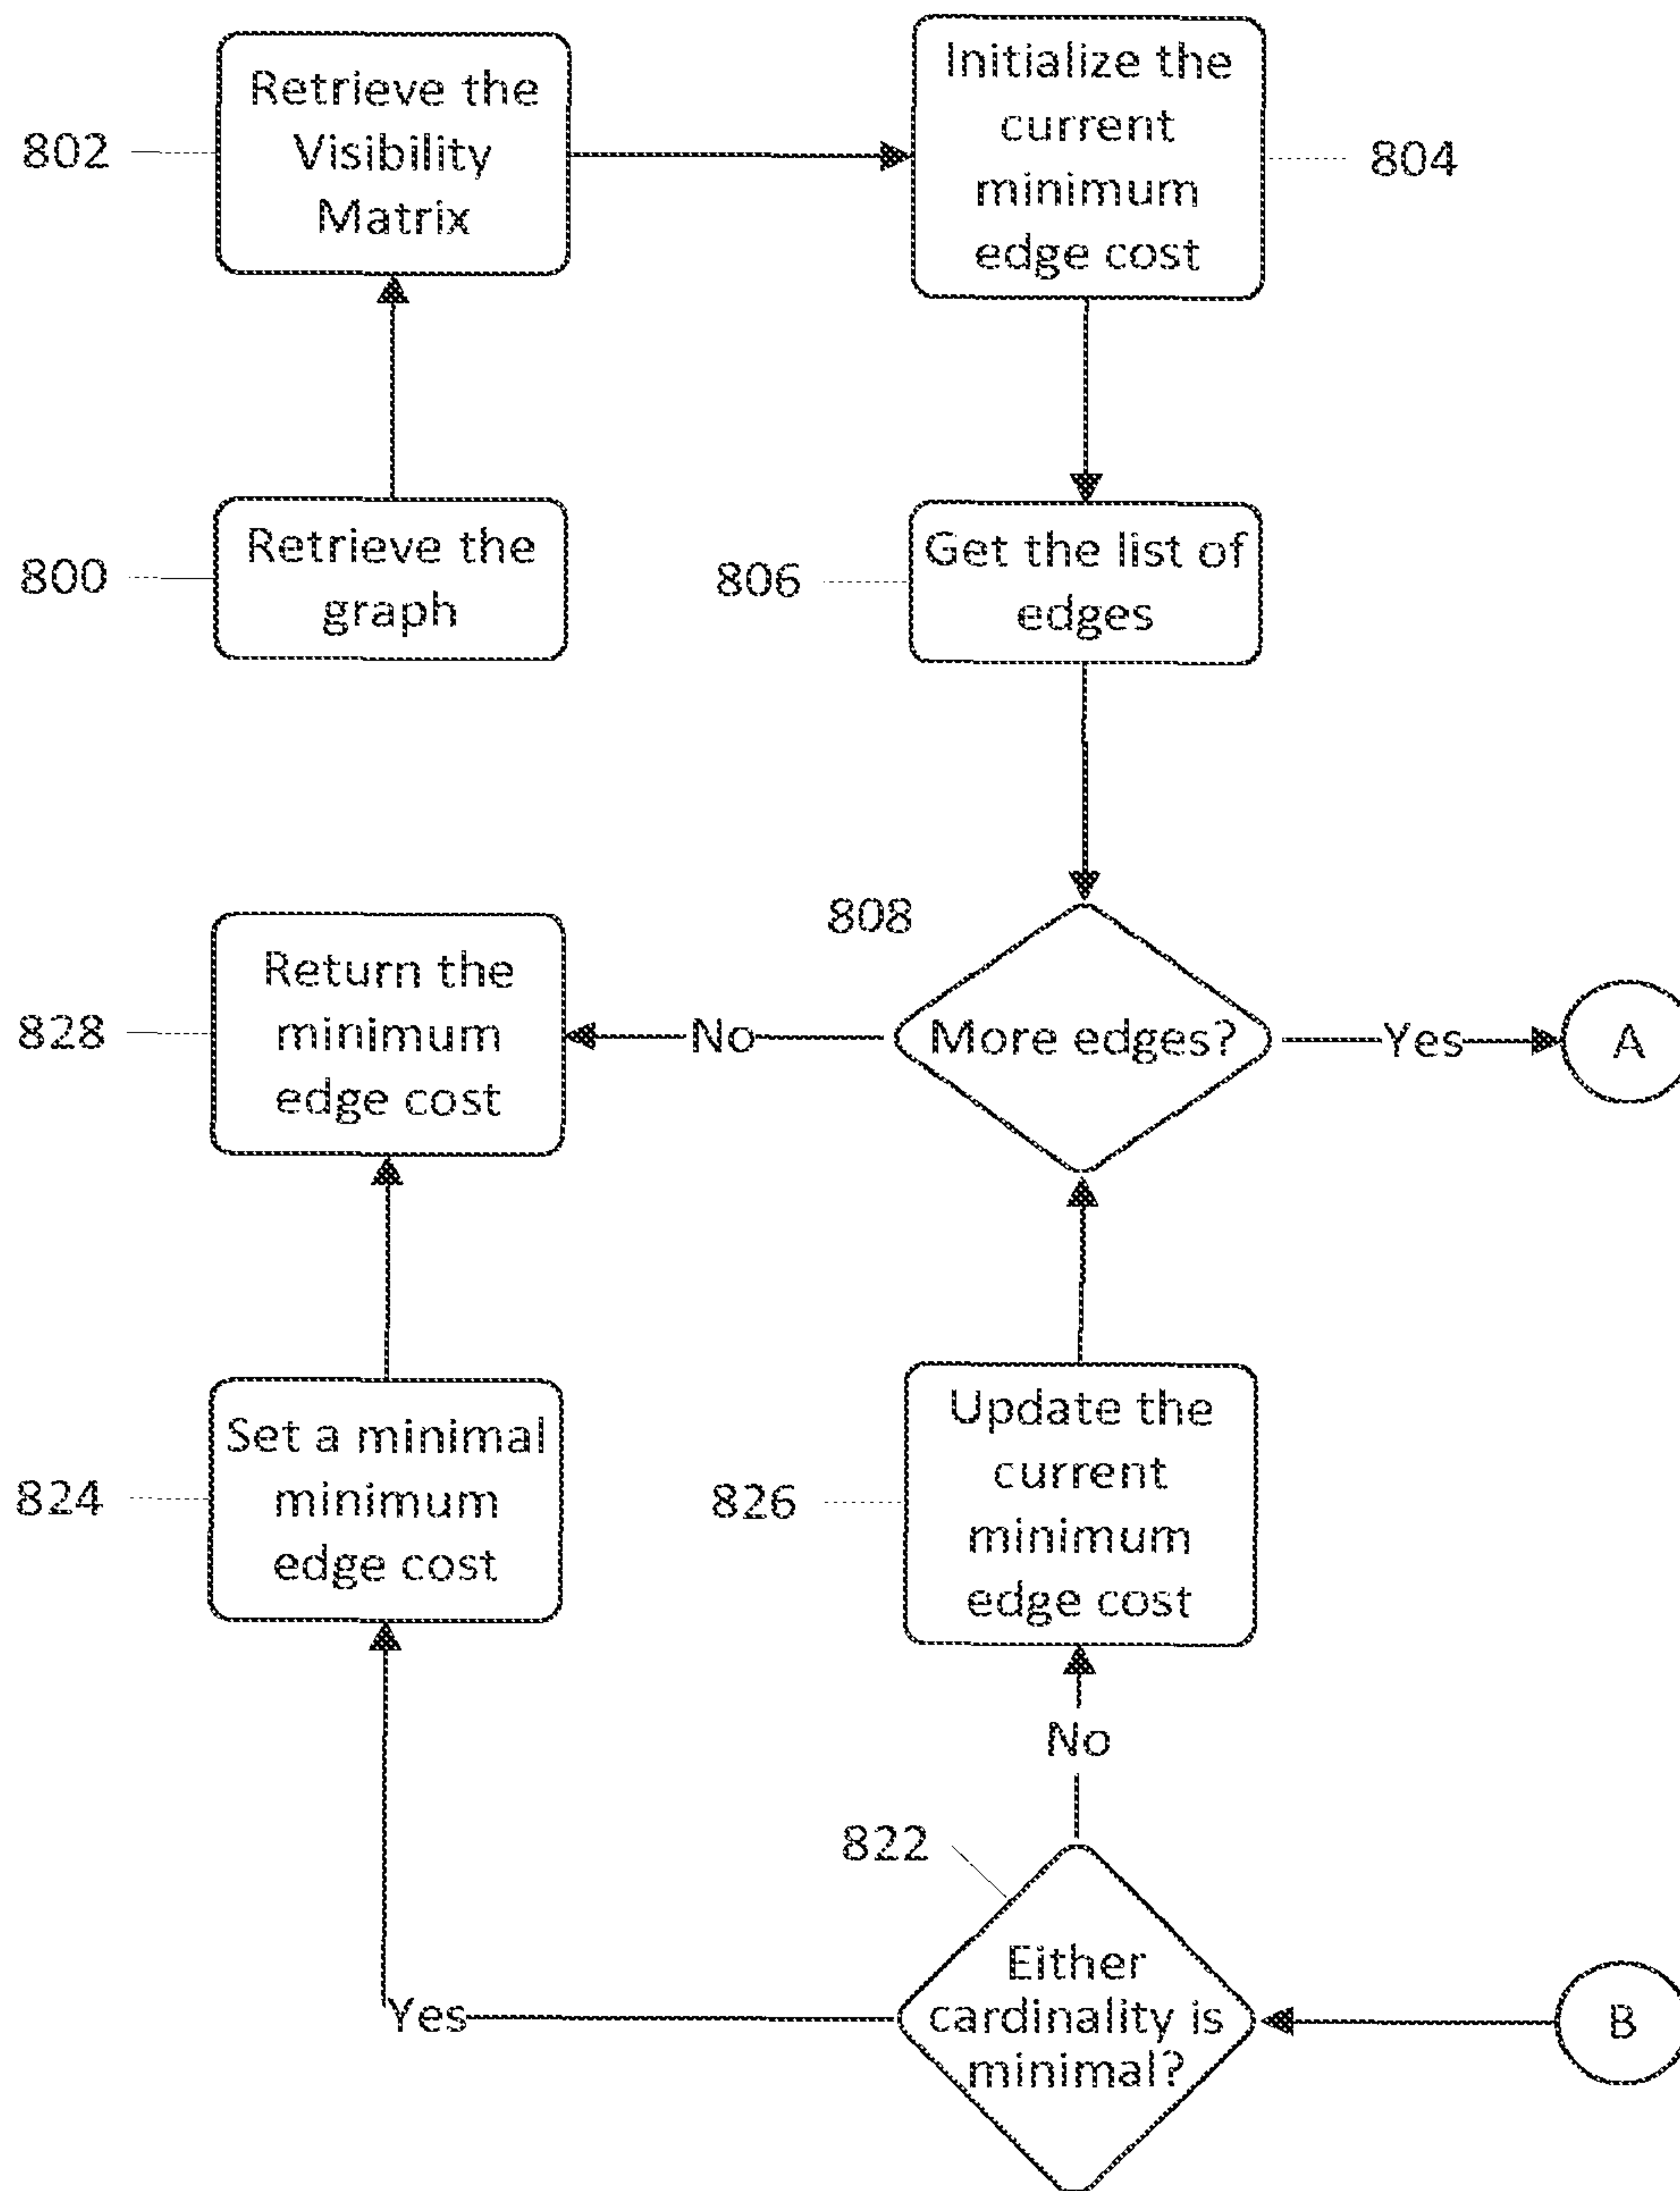 802
Retrieve the
Visibility
Matrix
Initialize the
current
minimum
edge cost
804
800
Retrieve the
graph
806
Get the list of
edges
808
828
Return the
minimum
edge cost
No
More edges?
Yes
A
824
Set a minimal
minimum
edge cost
826
Update the
current
minimum
edge cost
No
822
Either
cardinality is
minimal?
Yes
B